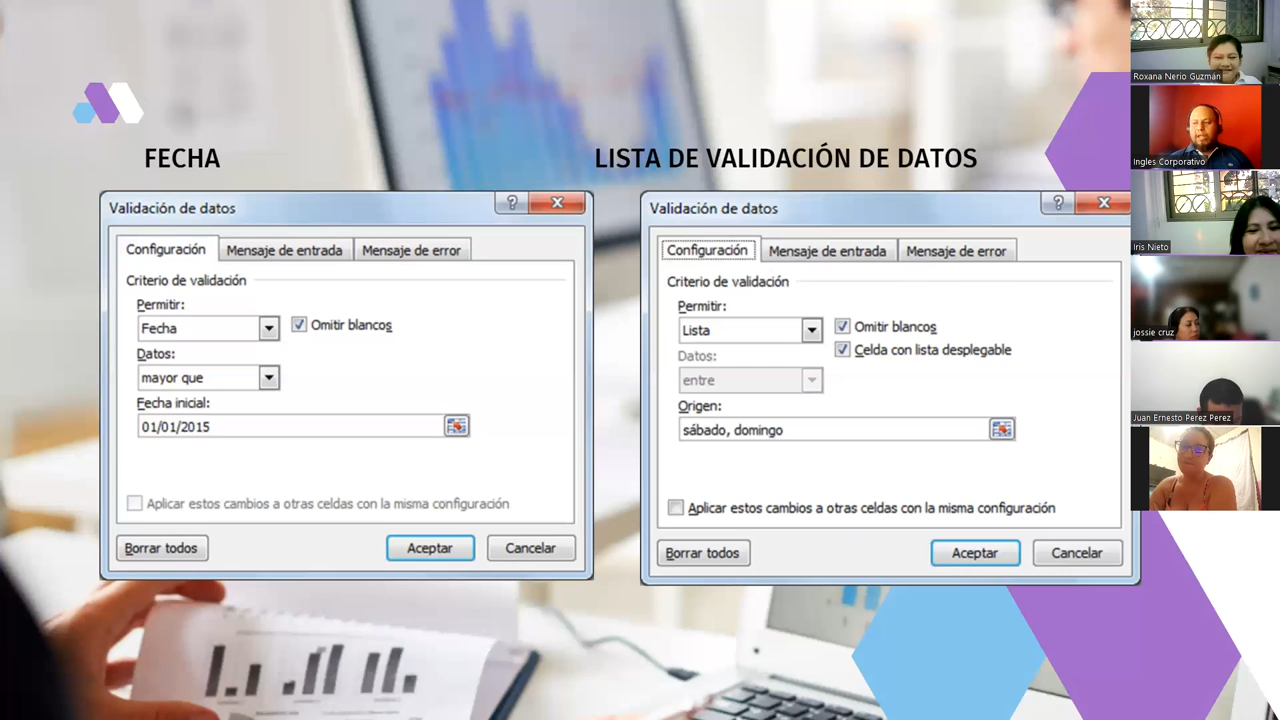 FECHA
Validación de datos
Configuración
Mensaje de entrada
Mensaje de error
Criterio de validación
Permitir:
Fecha
Omitir blancos
Datos:
mayor que
Fecha inicial:
01/01/2015
Aplicar estos cambios a otras celdas con la misma configuración
Borrar todos
Aceptar
Cancelar
LISTA DE VALIDACIÓN DE DATOS
Validación de datos
Configuración
Mensaje de entrada
Mensaje de error
Criterio de validación
Permitir:
Lista
Omitir blancos
Celda con lista desplegable
Datos:
entre
Origen:
sábado, domingo
Aplicar estos cambios a otras celdas con la misma configuración
Borrar todos
Aceptar
Cancelar
Roxana Nerio Guzmán
Ingles Corporativo
Iris Nieto
jossie cruz
Juan Ernesto Perez Perez